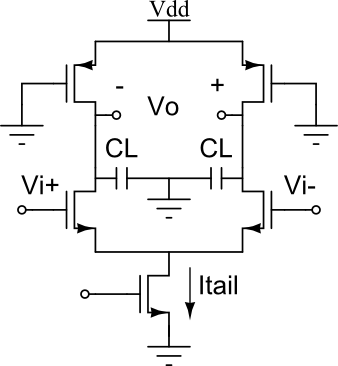 Vdd
- Vo +
CL CL
Vi+ Vi-
Itail